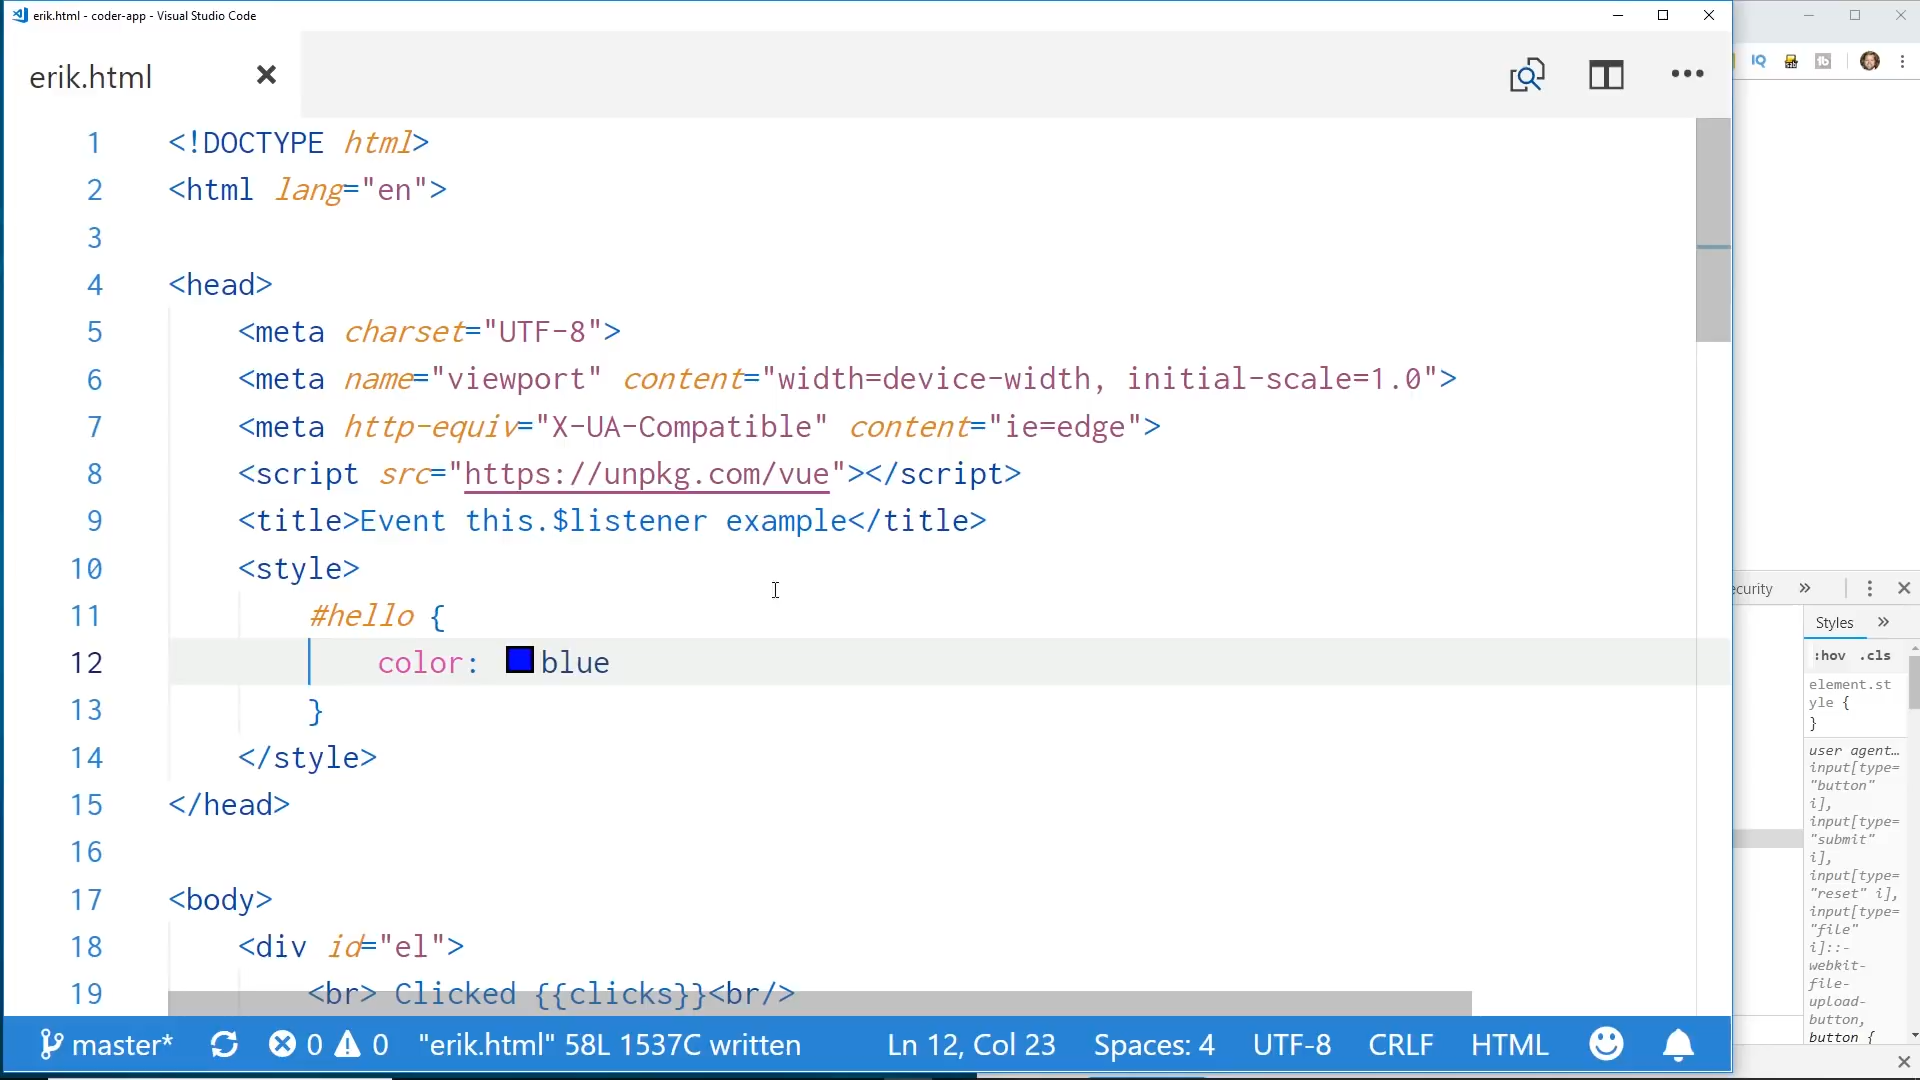 erik.html - coder-app - Visual Studio Code
erik.html
1 <!DOCTYPE html>
2 <html lang="en">
3
4 <head>
5 <meta charset="UTF-8">
6 <meta name="viewport" content="width=device-width, initial-scale=1.0">
7 <meta http-equiv="X-UA-Compatible" content="ie=edge">
8 <script src="https://unpkg.com/vue"></script>
9 <title>Event this.$listener example</title>
10 <style>
11 #hello {
12 color: blue
13 }
14 </style>
15 </head>
16
17 <body>
18 <div id="el">
19 <br> Clicked {{clicks}}<br/>
master* 0 0 "erik.html" 58L 1537C written Ln 12, Col 23 Spaces: 4 UTF-8 CRLF HTML
IQ tb
ecurity »
Styles »
:hov .cls
element.st
yle {
}
user agent…
input[type=
"button"
i],
input[type=
"submit"
i],
input[type=
"reset" i],
input[type=
"file"
i]::-
webkit-
file-
upload-
button,
button {